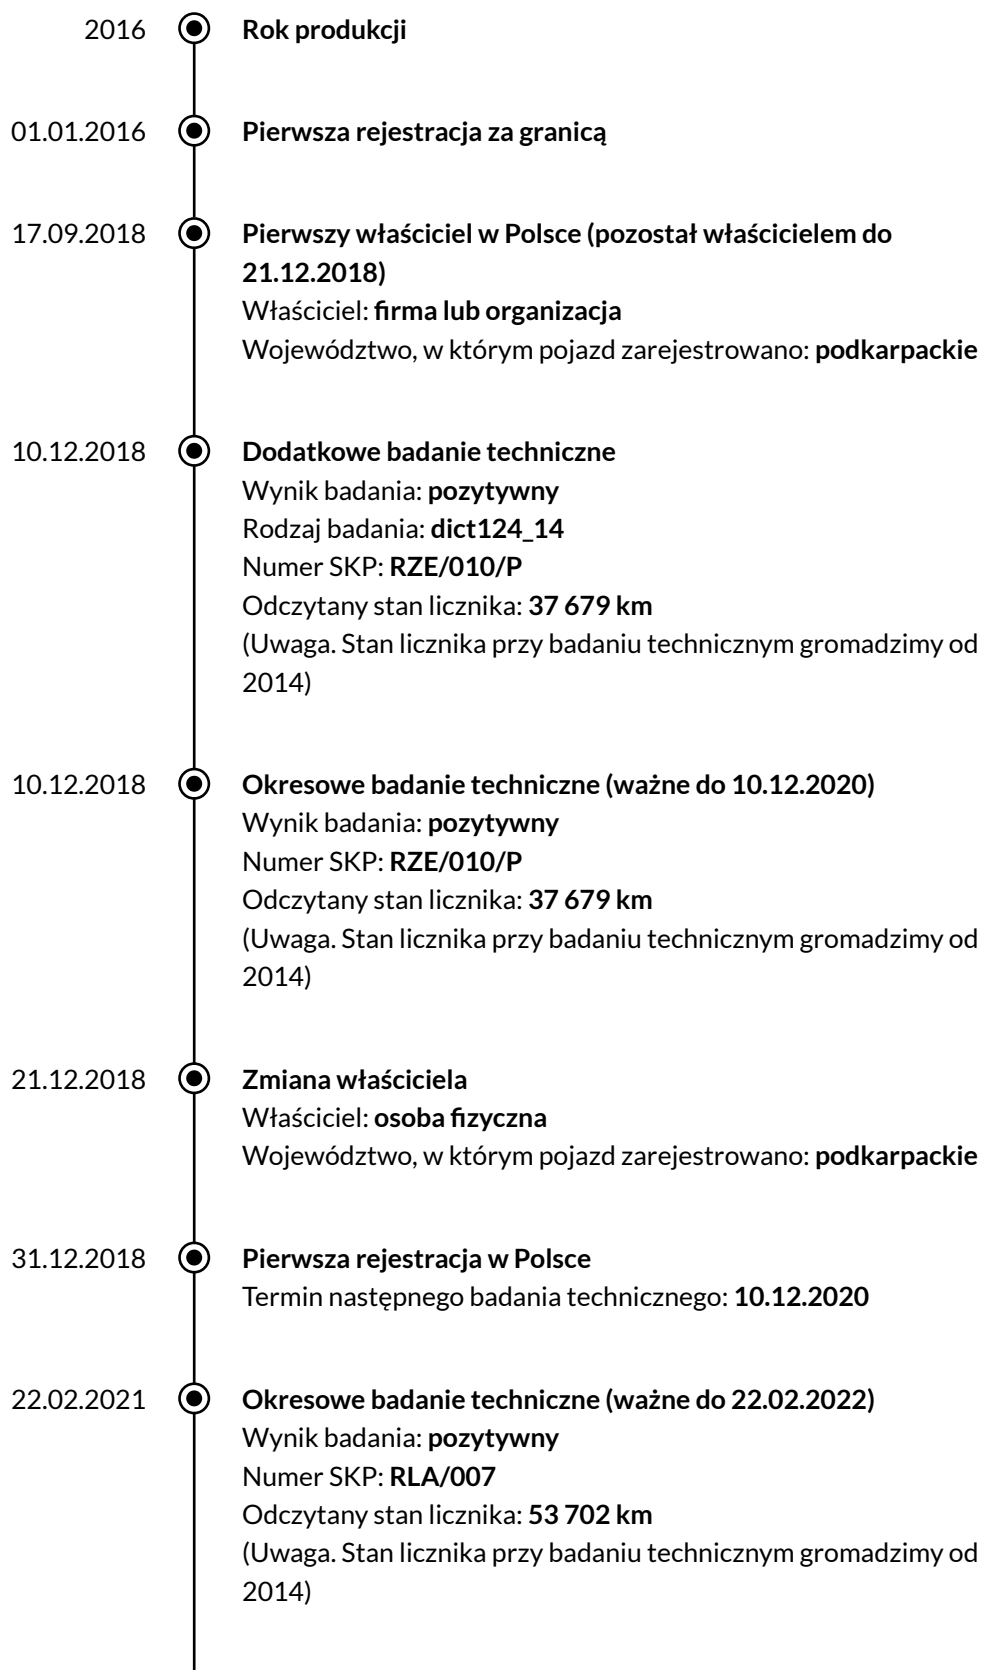 2016 Rok produkcji
01.01.2016 Pierwsza rejestracja za granicą
17.09.2018 Pierwszy właściciel w Polsce (pozostał właścicielem do
21.12.2018)
Właściciel: firma lub organizacja
Województwo, w którym pojazd zarejestrowano: podkarpackie
10.12.2018 Dodatkowe badanie techniczne
Wynik badania: pozytywny
Rodzaj badania: dict124_14
Numer SKP: RZE/010/P
Odczytany stan licznika: 37 679 km
(Uwaga. Stan licznika przy badaniu technicznym gromadzimy od
2014)
10.12.2018 Okresowe badanie techniczne (ważne do 10.12.2020)
Wynik badania: pozytywny
Numer SKP: RZE/010/P
Odczytany stan licznika: 37 679 km
(Uwaga. Stan licznika przy badaniu technicznym gromadzimy od
2014)
21.12.2018 Zmiana właściciela
Właściciel: osoba fizyczna
Województwo, w którym pojazd zarejestrowano: podkarpackie
31.12.2018 Pierwsza rejestracja w Polsce
Termin następnego badania technicznego: 10.12.2020
22.02.2021 Okresowe badanie techniczne (ważne do 22.02.2022)
Wynik badania: pozytywny
Numer SKP: RLA/007
Odczytany stan licznika: 53 702 km
(Uwaga. Stan licznika przy badaniu technicznym gromadzimy od
2014)